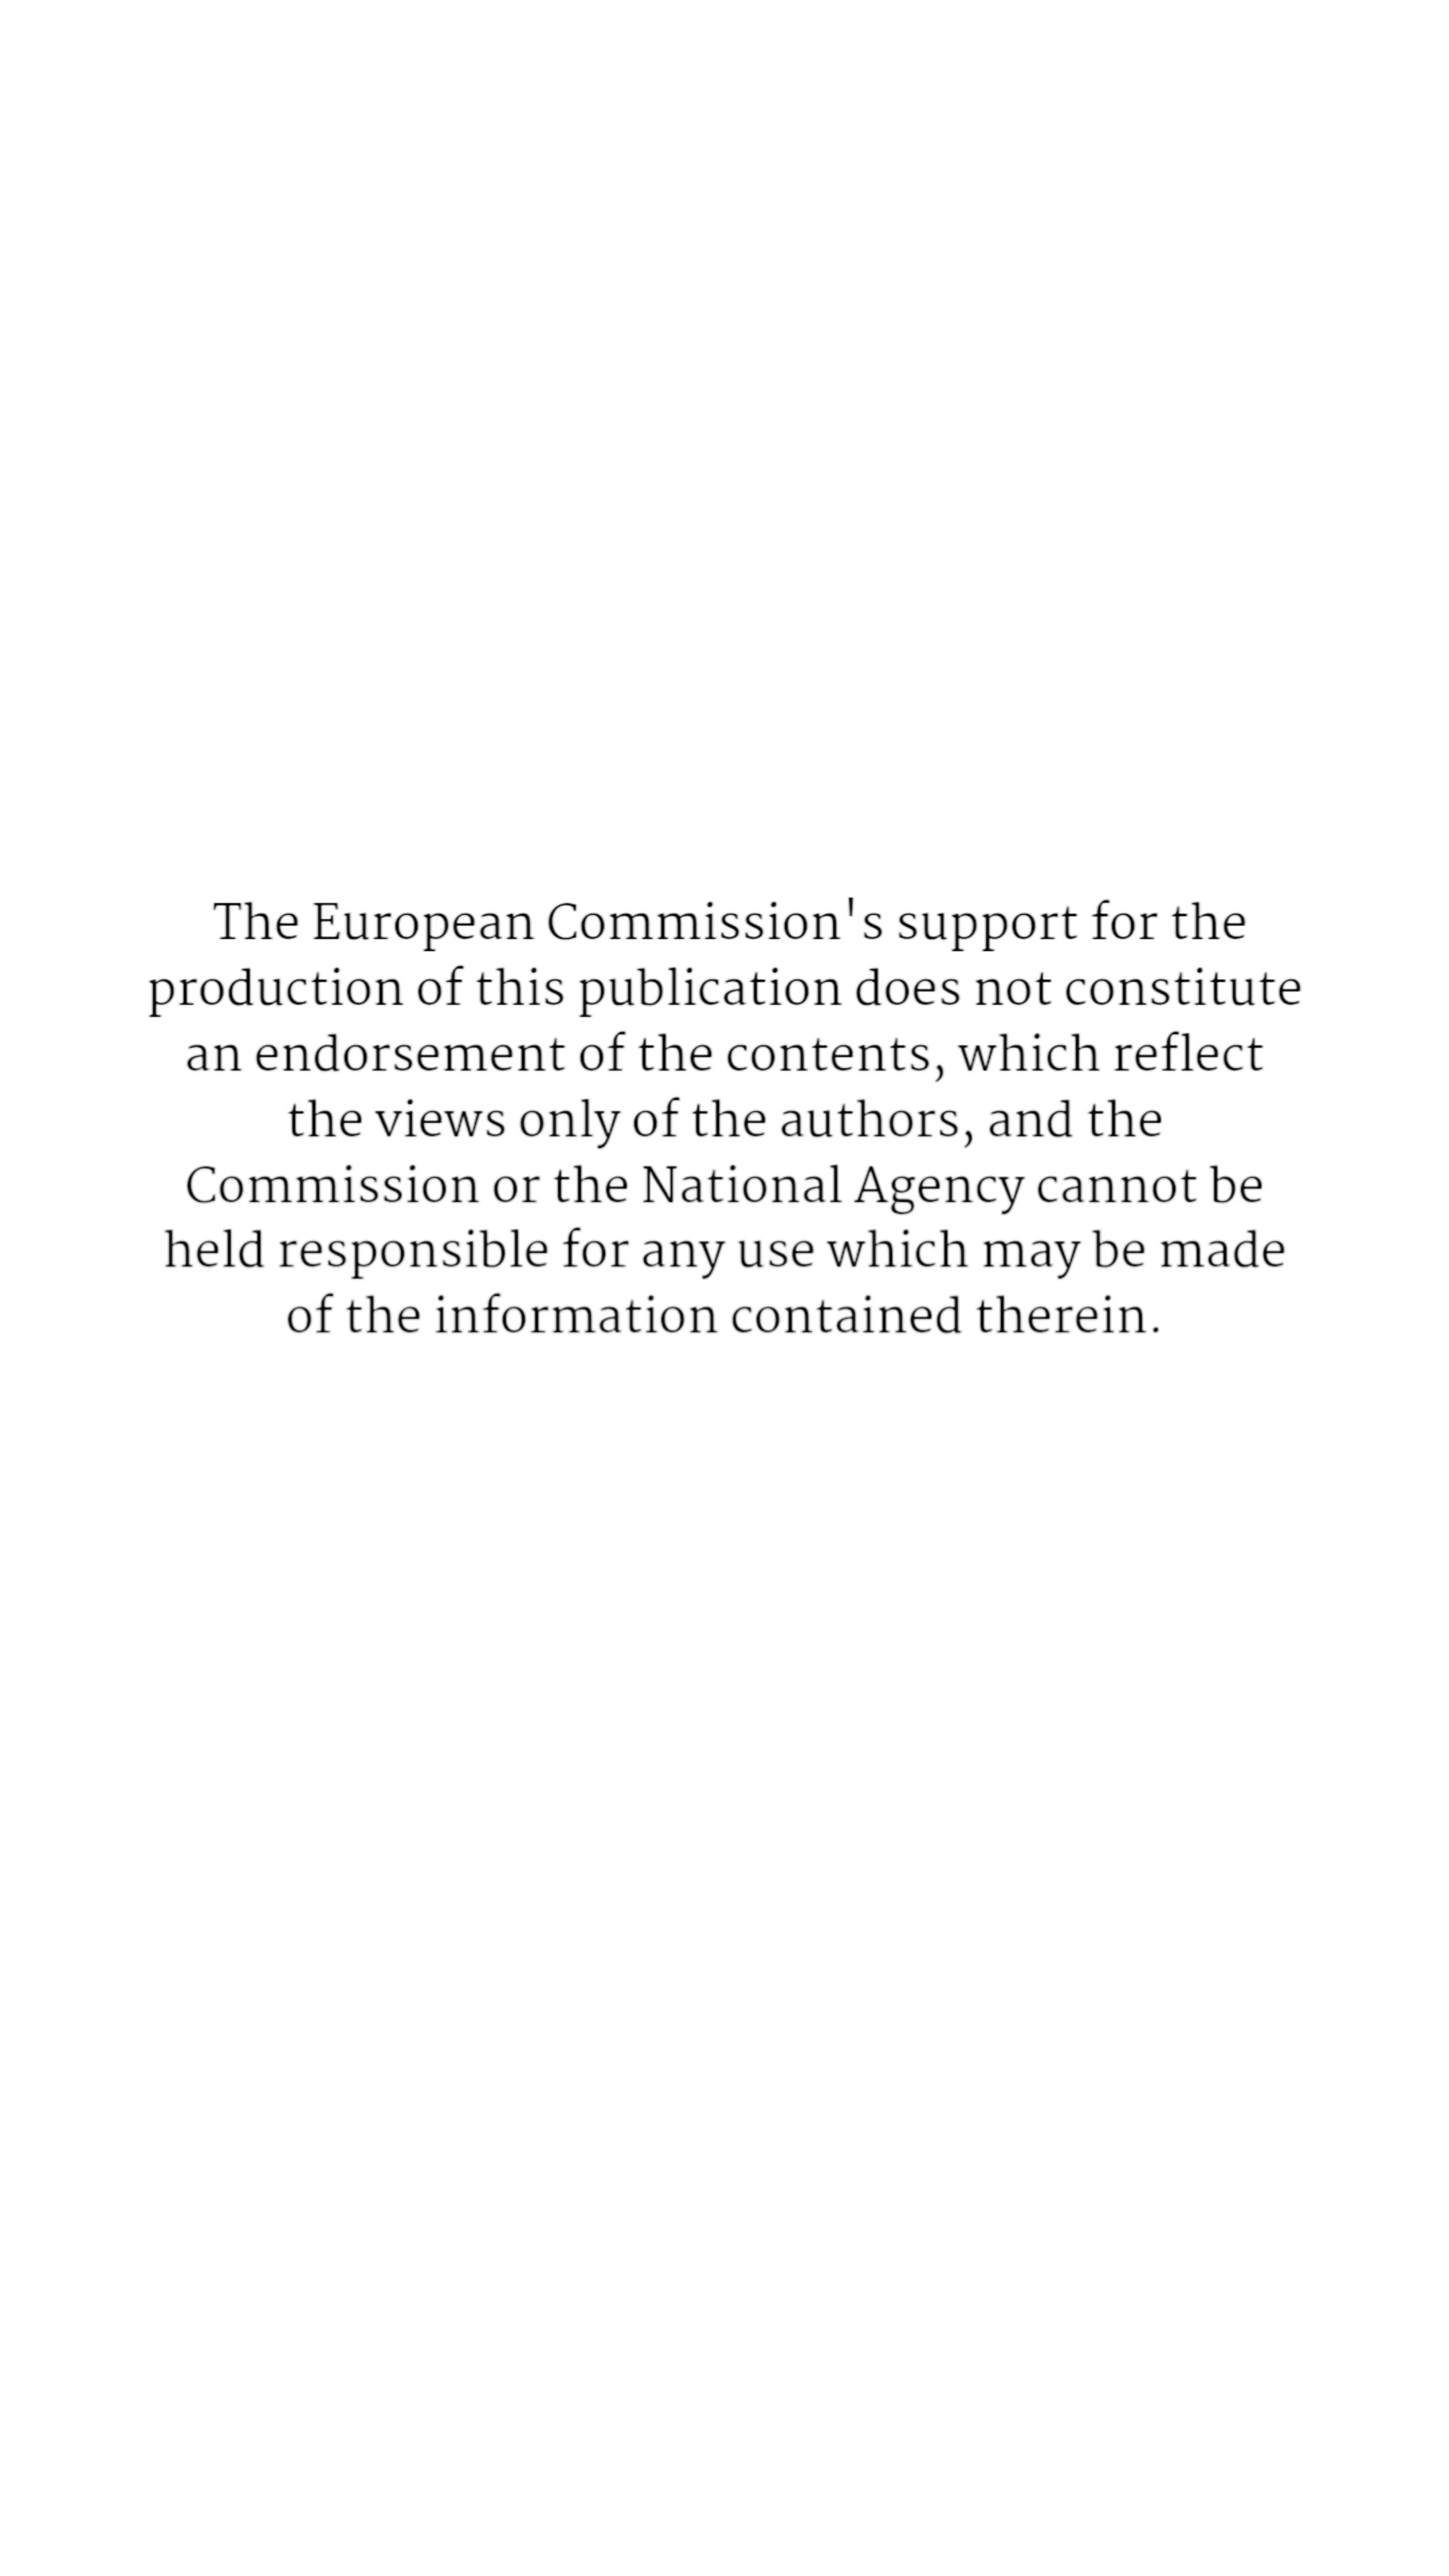 The European Commission's support for the
production of this publication does not constitute
an endorsement of the contents, which reflect
the views only of the authors, and the
Commission or the National Agency cannot be
held responsible for any use which may be made
of the information contained therein.